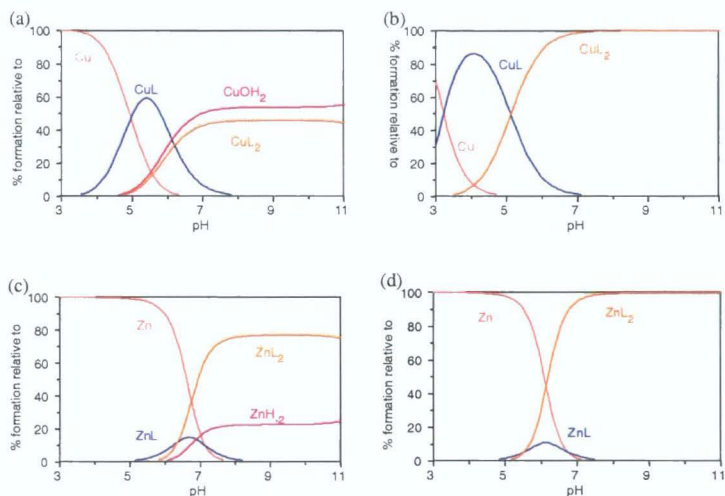 (a)
% formation relative to
100
80
60
40
20
0
Cu
CuL
CuOH2
CuL2
3 5 7 9 11
pH
(b)
% formation relative to
100
80
60
40
20
0
CuL
CuL2
Cu
3 5 7 9 11
pH
(c)
% formation relative to
100
80
60
40
20
0
Zn
ZnL2
ZnH-2
ZnL
3 5 7 9 11
pH
(d)
% formation relative to
100
80
60
40
20
0
Zn
ZnL2
ZnL
3 5 7 9 11
pH